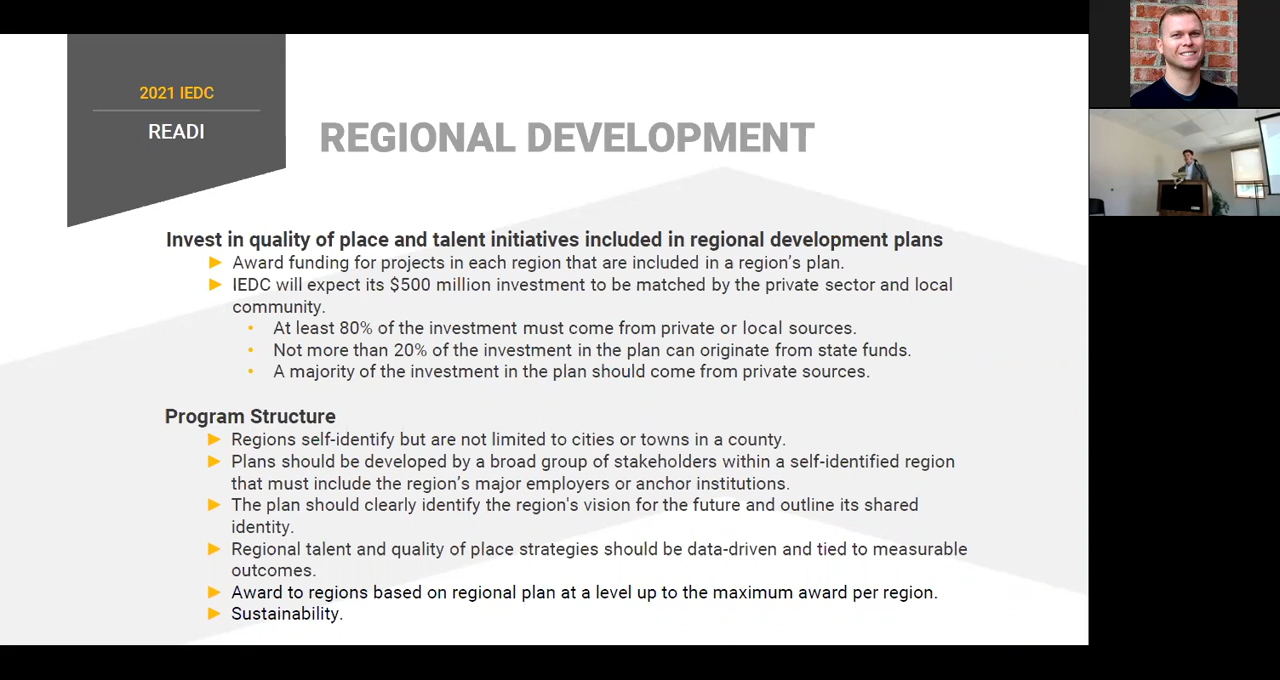 2021 IEDC
READI
REGIONAL DEVELOPMENT
Invest in quality of place and talent initiatives included in regional development plans
Award funding for projects in each region that are included in a region's plan.
IEDC will expect its $500 million investment to be matched by the private sector and local
community.
At least 80% of the investment must come from private or local sources.
Not more than 20% of the investment in the plan can originate from state funds.
A majority of the investment in the plan should come from private sources.
Program Structure
Regions self-identify but are not limited to cities or towns in a county.
Plans should be developed by a broad group of stakeholders within a self-identified region
that must include the region's major employers or anchor institutions.
The plan should clearly identify the region's vision for the future and outline its shared
identity.
Regional talent and quality of place strategies should be data-driven and tied to measurable
outcomes.
Award to regions based on regional plan at a level up to the maximum award per region.
Sustainability.